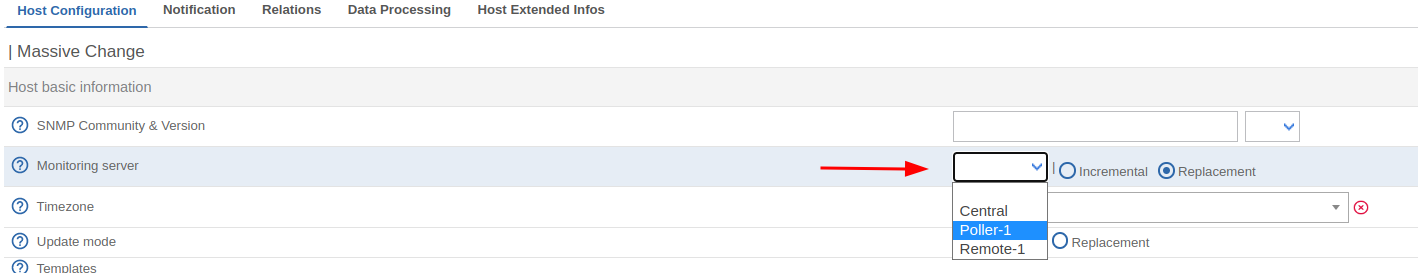 Host Configuration Notification Relations Data Processing Host Extended Infos
| Massive Change
Host basic information
SNMP Community & Version
Monitoring server | Incremental Replacement
Central
Timezone
Poller-1
Update mode Replacement
Remote-1
Templates